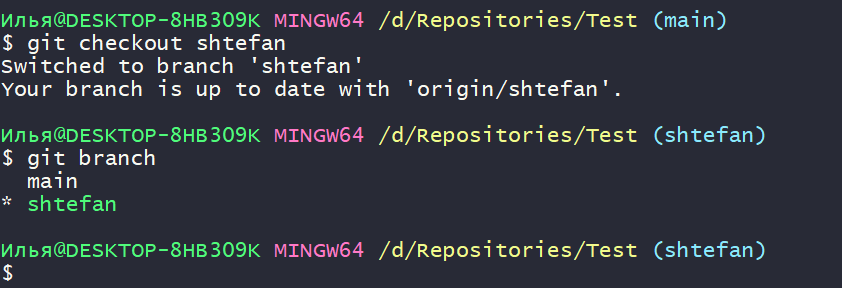 Илья@DESKTOP-8HB309K MINGW64 /d/Repositories/Test (main)
$ git checkout shtefan
Switched to branch 'shtefan'
Your branch is up to date with 'origin/shtefan'.
Илья@DESKTOP-8HB309K MINGW64 /d/Repositories/Test (shtefan)
$ git branch
  main
* shtefan
Илья@DESKTOP-8HB309K MINGW64 /d/Repositories/Test (shtefan)
$